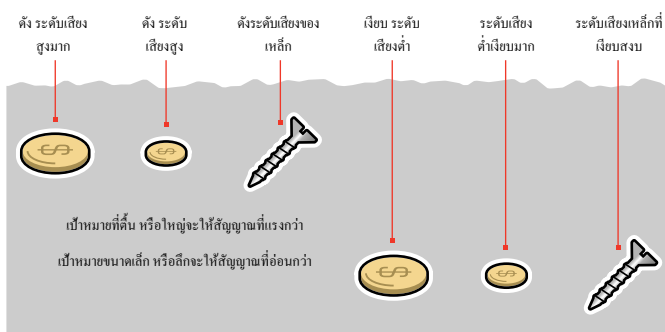 ดัง ระดับเสียง
สูงมาก
ดัง ระดับ
เสียงสูง
ดังระดับเสียงของ
เหล็ก
เงียบ ระดับ
เสียงต่ำ
ระดับเสียง
ต่ำเงียบมาก
ระดับเสียงเหล็กที่
เงียบสงบ
เป้าหมายที่ตื้น หรือใหญ่จะให้สัญญาณที่แรงกว่า
เป้าหมายขนาดเล็ก หรือลึกจะให้สัญญาณที่อ่อนกว่า